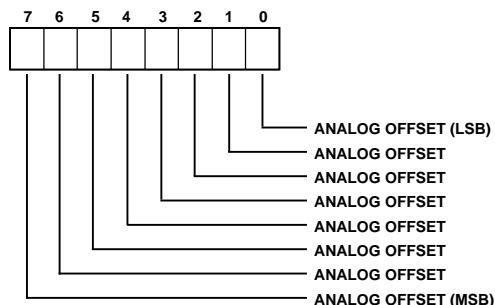 7 6 5 4 3 2 1 0
ANALOG OFFSET (LSB)
ANALOG OFFSET
ANALOG OFFSET
ANALOG OFFSET
ANALOG OFFSET
ANALOG OFFSET
ANALOG OFFSET
ANALOG OFFSET (MSB)